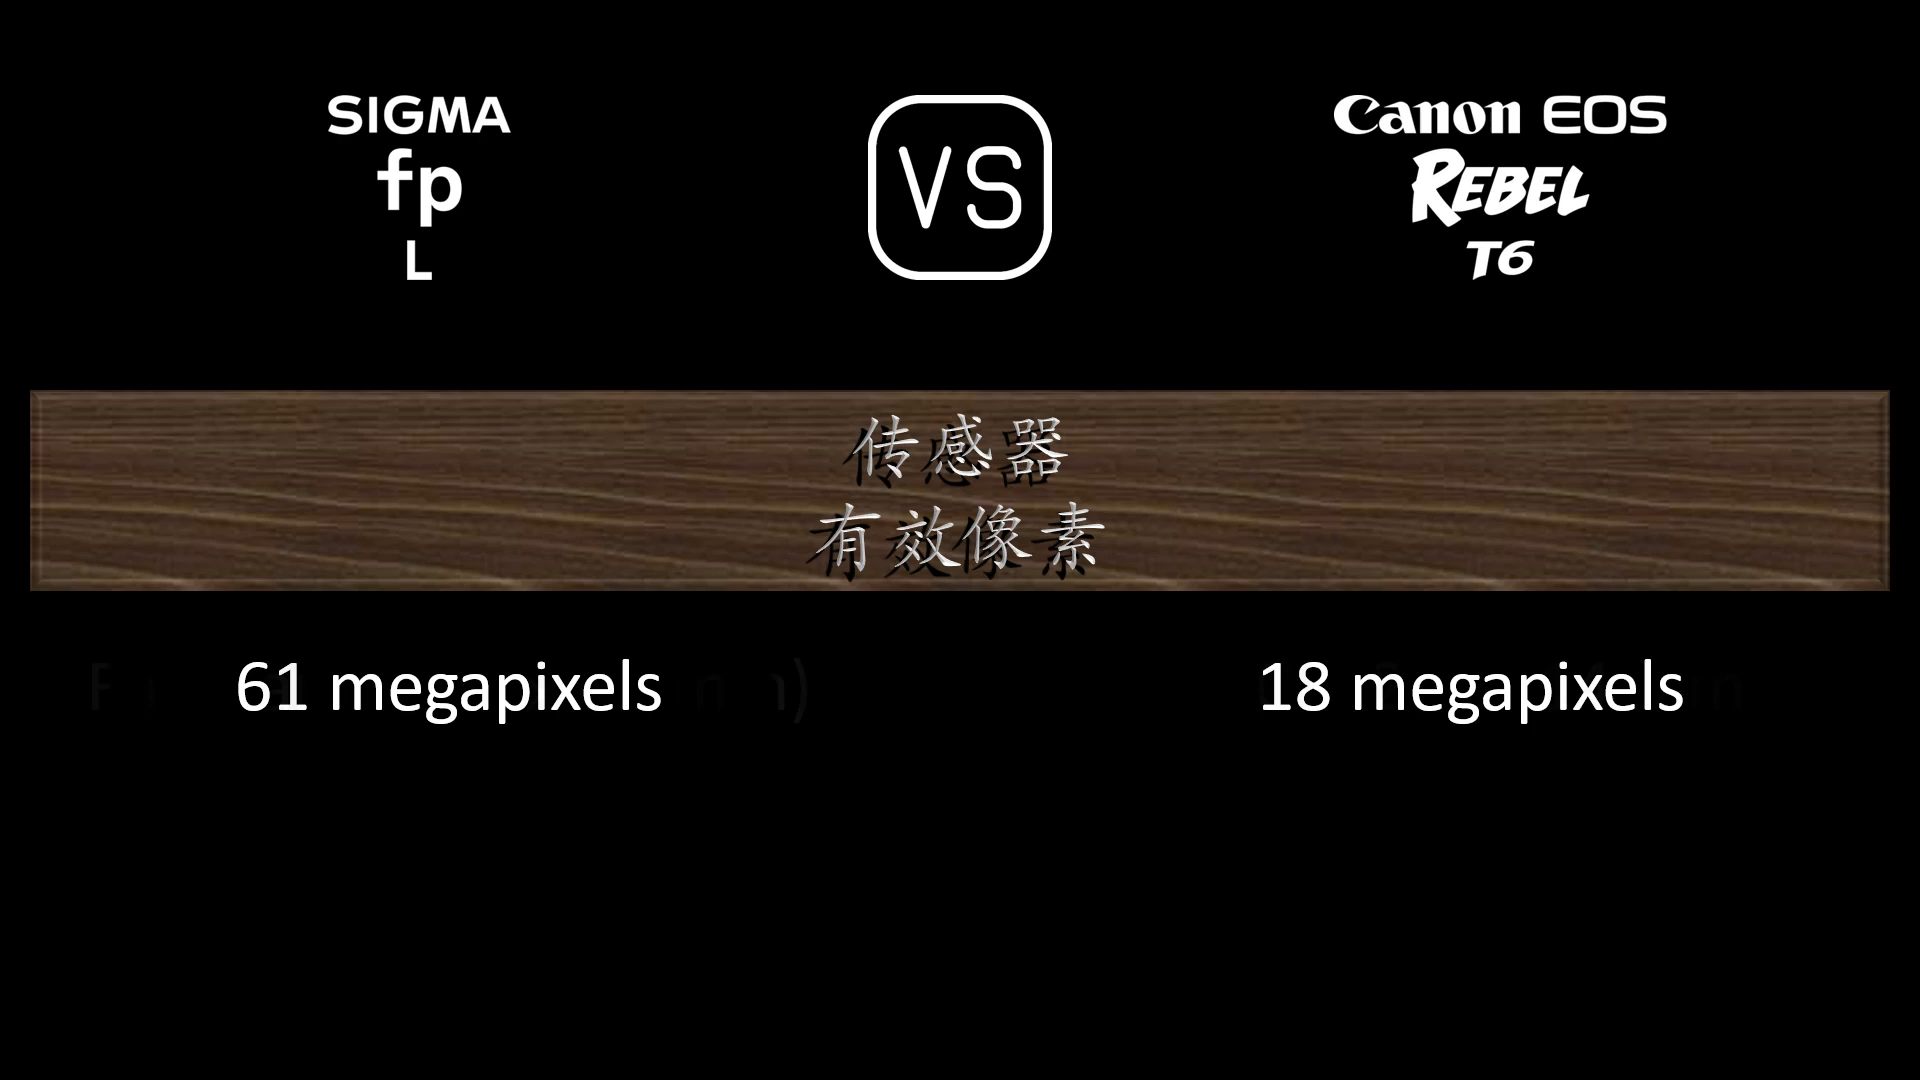 SIGMA
fp
L
VS
Canon EOS
REBEL
T6
传感器
有效像素
61 megapixels
18 megapixels